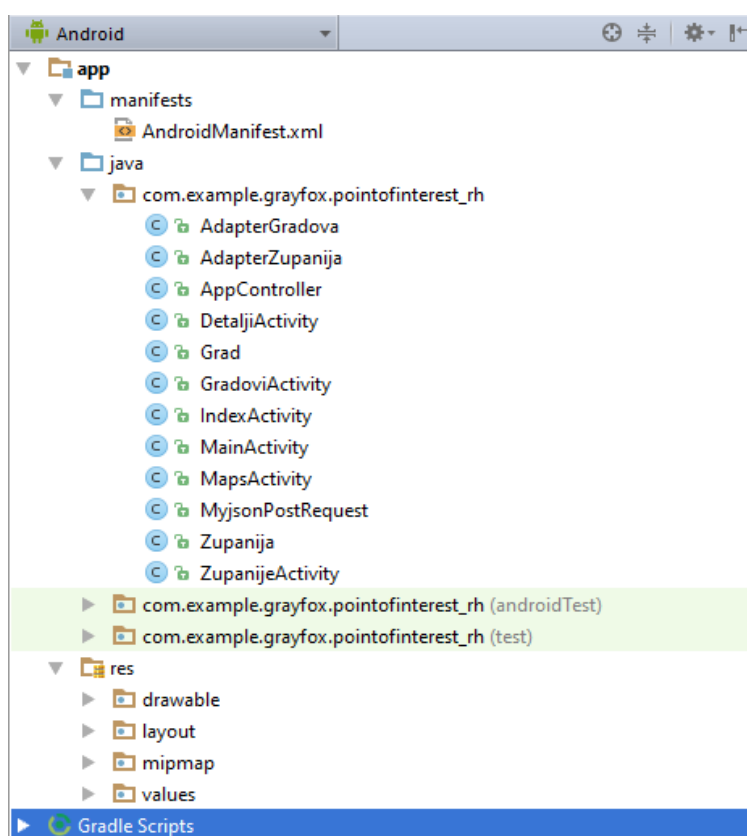 Android
app
manifests
AndroidManifest.xml
java
com.example.grayfox.pointofinterest_rh
C AdapterGradova
C AdapterZupanija
C AppController
C DetaljiActivity
C Grad
C GradoviActivity
C IndexActivity
C MainActivity
C MapsActivity
C MyjsonPostRequest
C Zupanija
C ZupanijeActivity
com.example.grayfox.pointofinterest_rh (androidTest)
com.example.grayfox.pointofinterest_rh (test)
res
drawable
layout
mipmap
values
Gradle Scripts